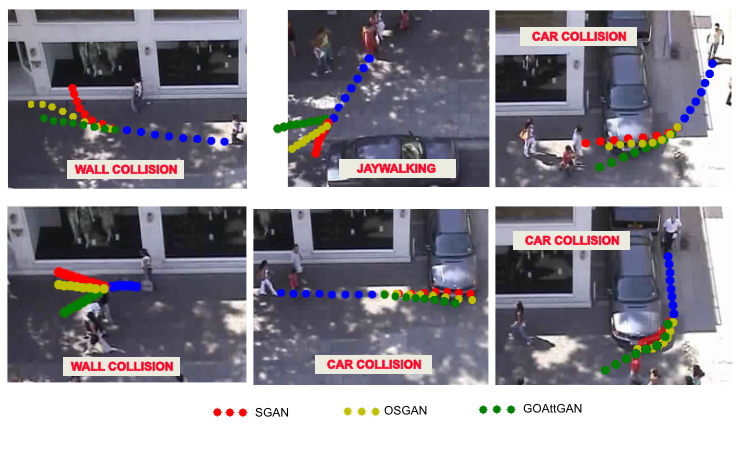 CAR COLLISION
WALL COLLISION
JAYWALKING
CAR COLLISION
WALL COLLISION
CAR COLLISION
SGAN
OSGAN
GOAttGAN